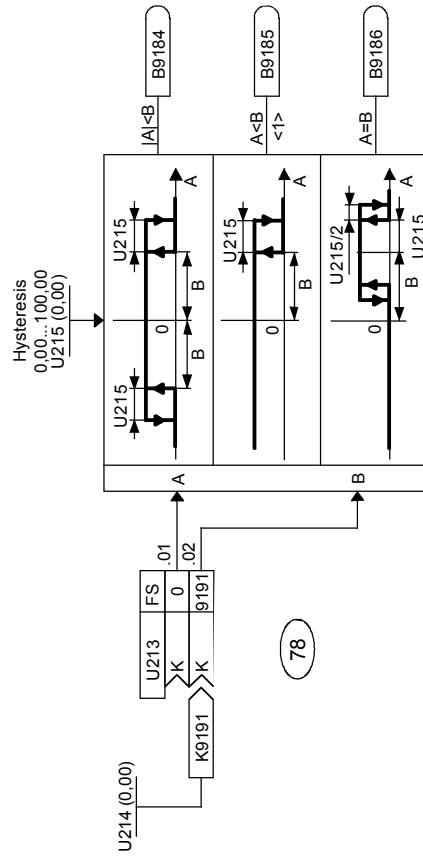 Hysteresis
0,00...100,00
U215 (0,00)
U214 (0,00)
K9191
U213
FS
K
0
.01
K
9191
.02
78
A
B
U215
U215
B
B
0
A
|A|<B
B9184
U215
B
0
A
A<B
<1>
B9185
U215/2
U215
B
0
A
A=B
B9186